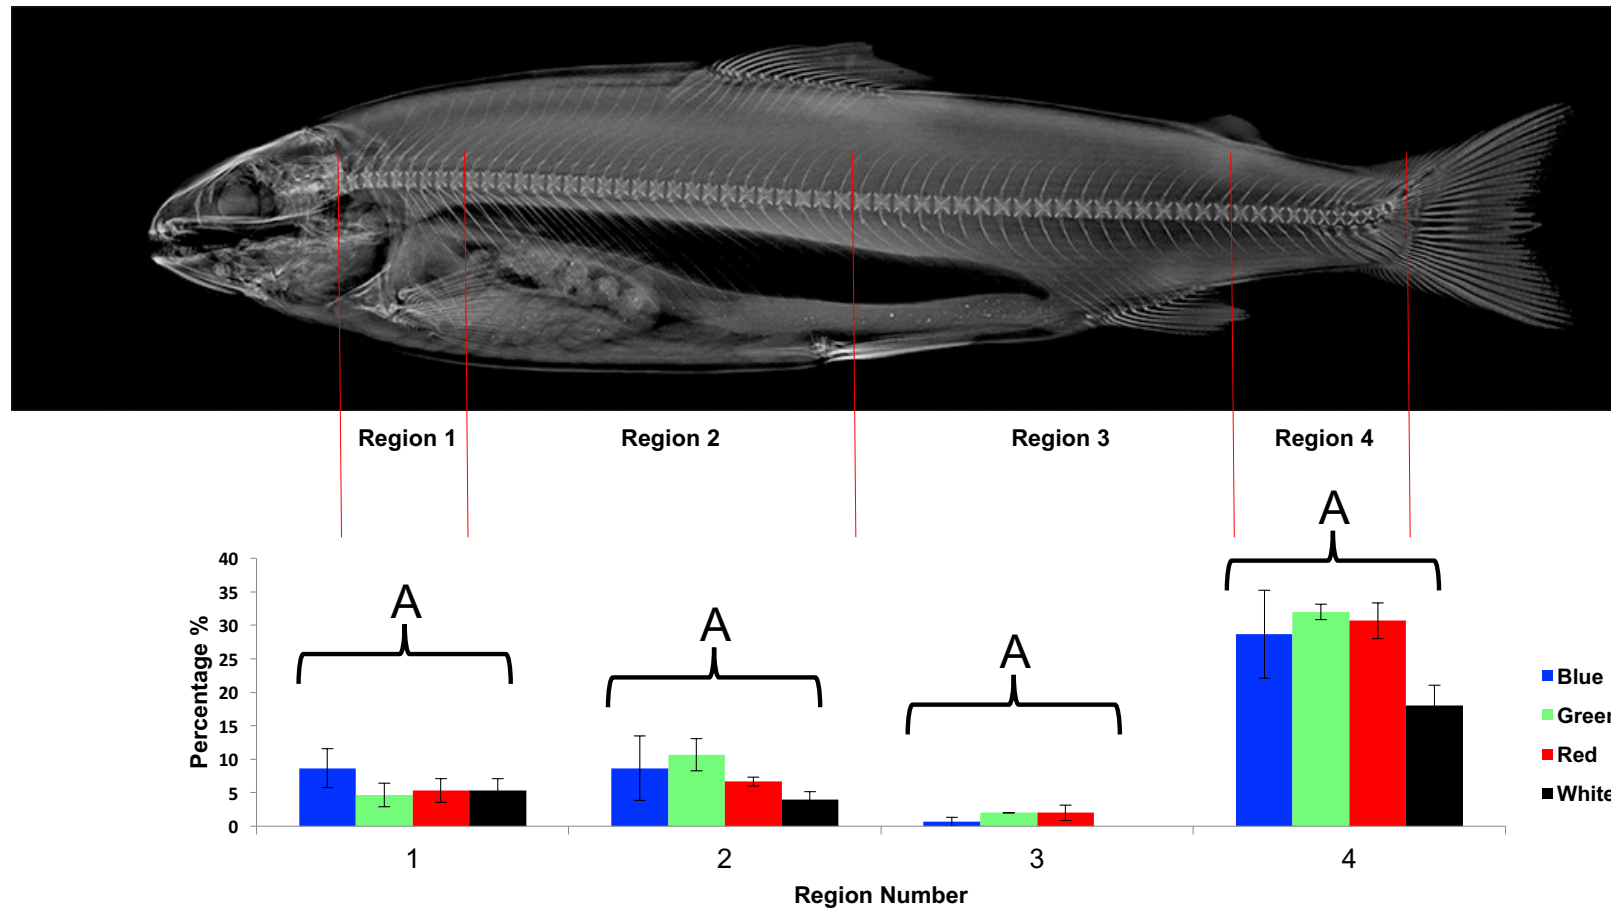 Region 1
Region 2
Region 3
Region 4
A
A
A
A
Percentage %
40
35
30
25
20
15
10
5
0
1
2
3
4
Region Number
Blue
Green
Red
White